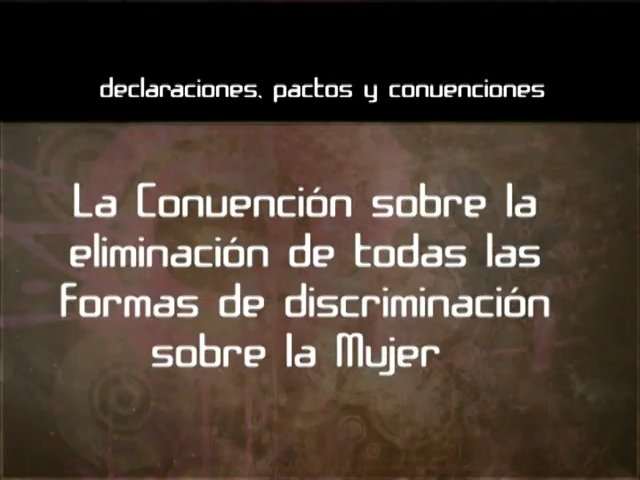 declaraciones, pactos y convenciones
La Convención sobre la
eliminación de todas las
Formas de discriminación
sobre la Mujer